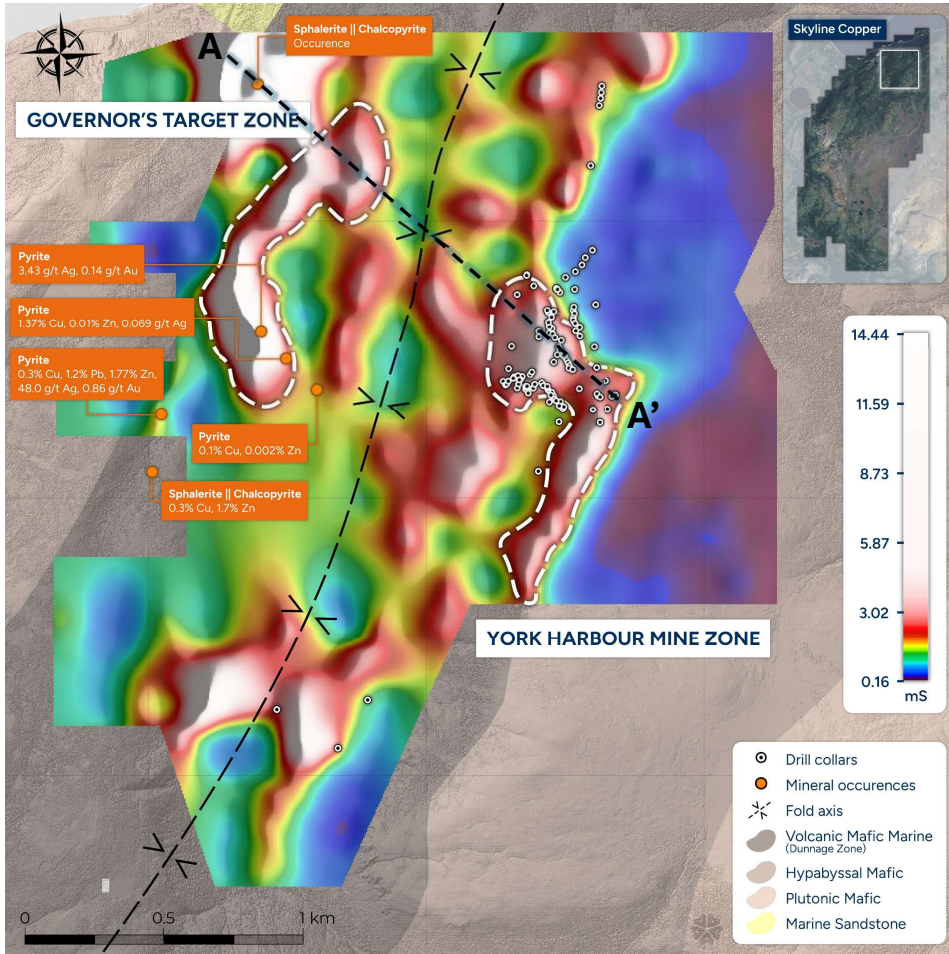 Sphalerite || Chalcopyrite
Occurence
A
GOVERNOR'S TARGET ZONE
Skyline Copper
Pyrite
3.43 g/t Ag, 0.14 g/t Au
Pyrite
1.37% Cu, 0.01% Zn, 0.069 g/t Ag
Pyrite
0.3% Cu, 1.2% Pb, 1.77% Zn,
48.0 g/t Ag, 0.86 g/t Au
Pyrite
0.1% Cu, 0.002% Zn
Sphalerite || Chalcopyrite
0.3% Cu, 1.7% Zn
A'
YORK HARBOUR MINE ZONE
14.44
11.59
8.73
5.87
3.02
0.16
mS
Drill collars
Mineral occurences
Fold axis
Volcanic Mafic Marine
(Dunnage Zone)
Hypabyssal Mafic
Plutonic Mafic
Marine Sandstone
0 0.5 1 km